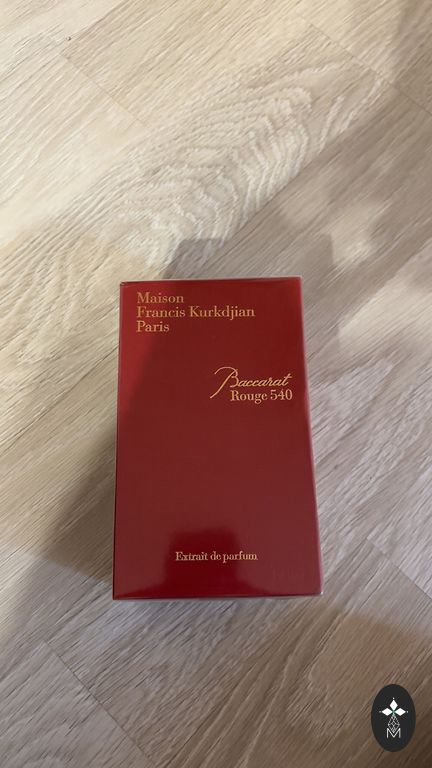 Maison
Francis Kurkdjian
Paris
Baccarat
Rouge 540
Extrait de parfum
M